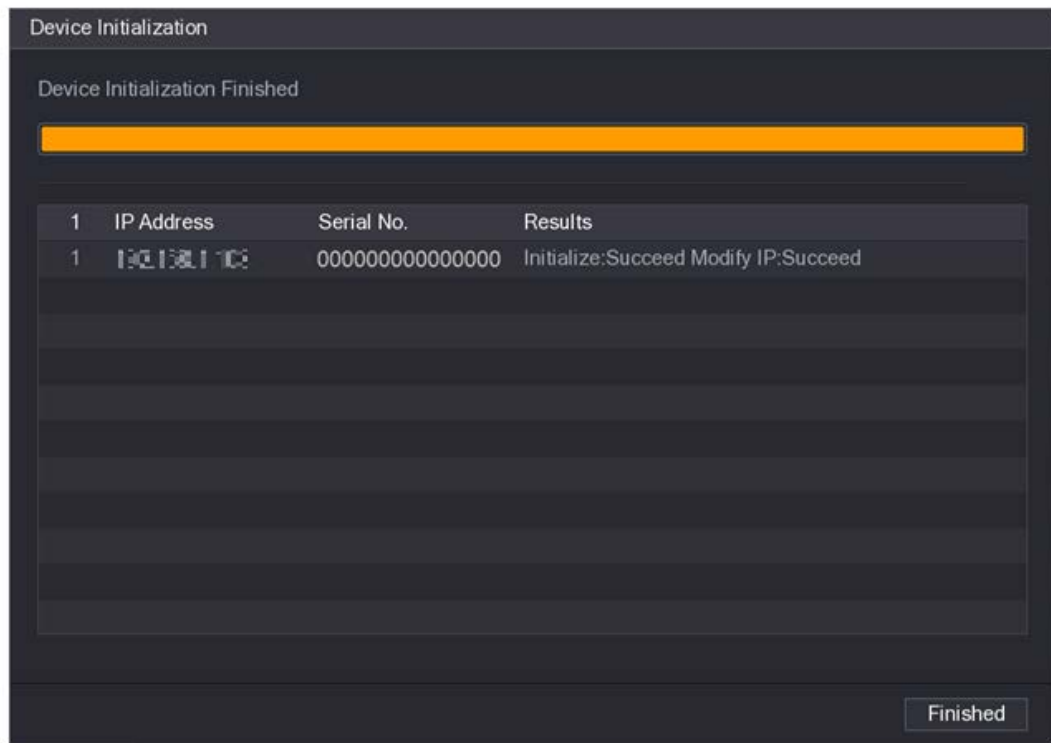 Device Initialization
Device Initialization Finished
1 IP Address Serial No. Results
1 000000000000000 Initialize:Succeed Modify IP:Succeed
Finished